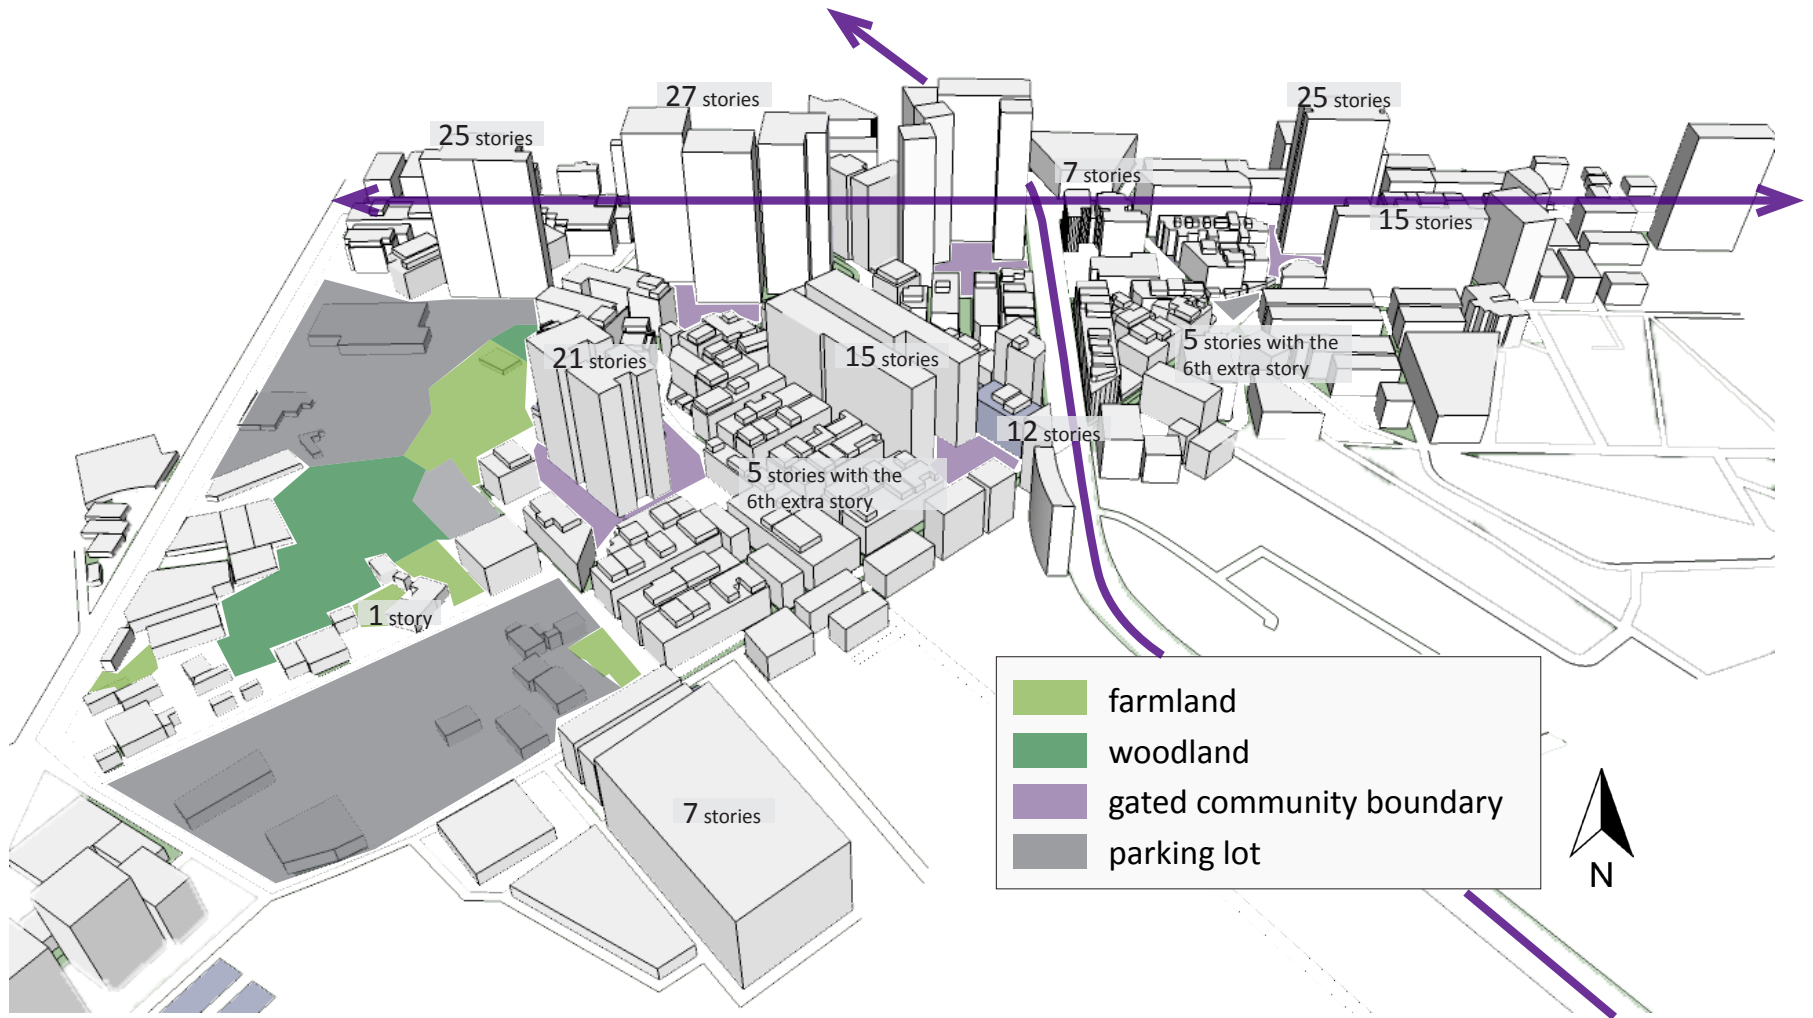 27 stories
25 stories
25 stories
7 stories
15 stories
21 stories
15 stories
5 stories with the
6th extra story
12 stories
5 stories with the
6th extra story
1 story
7 stories
farmland
woodland
gated community boundary
parking lot
N